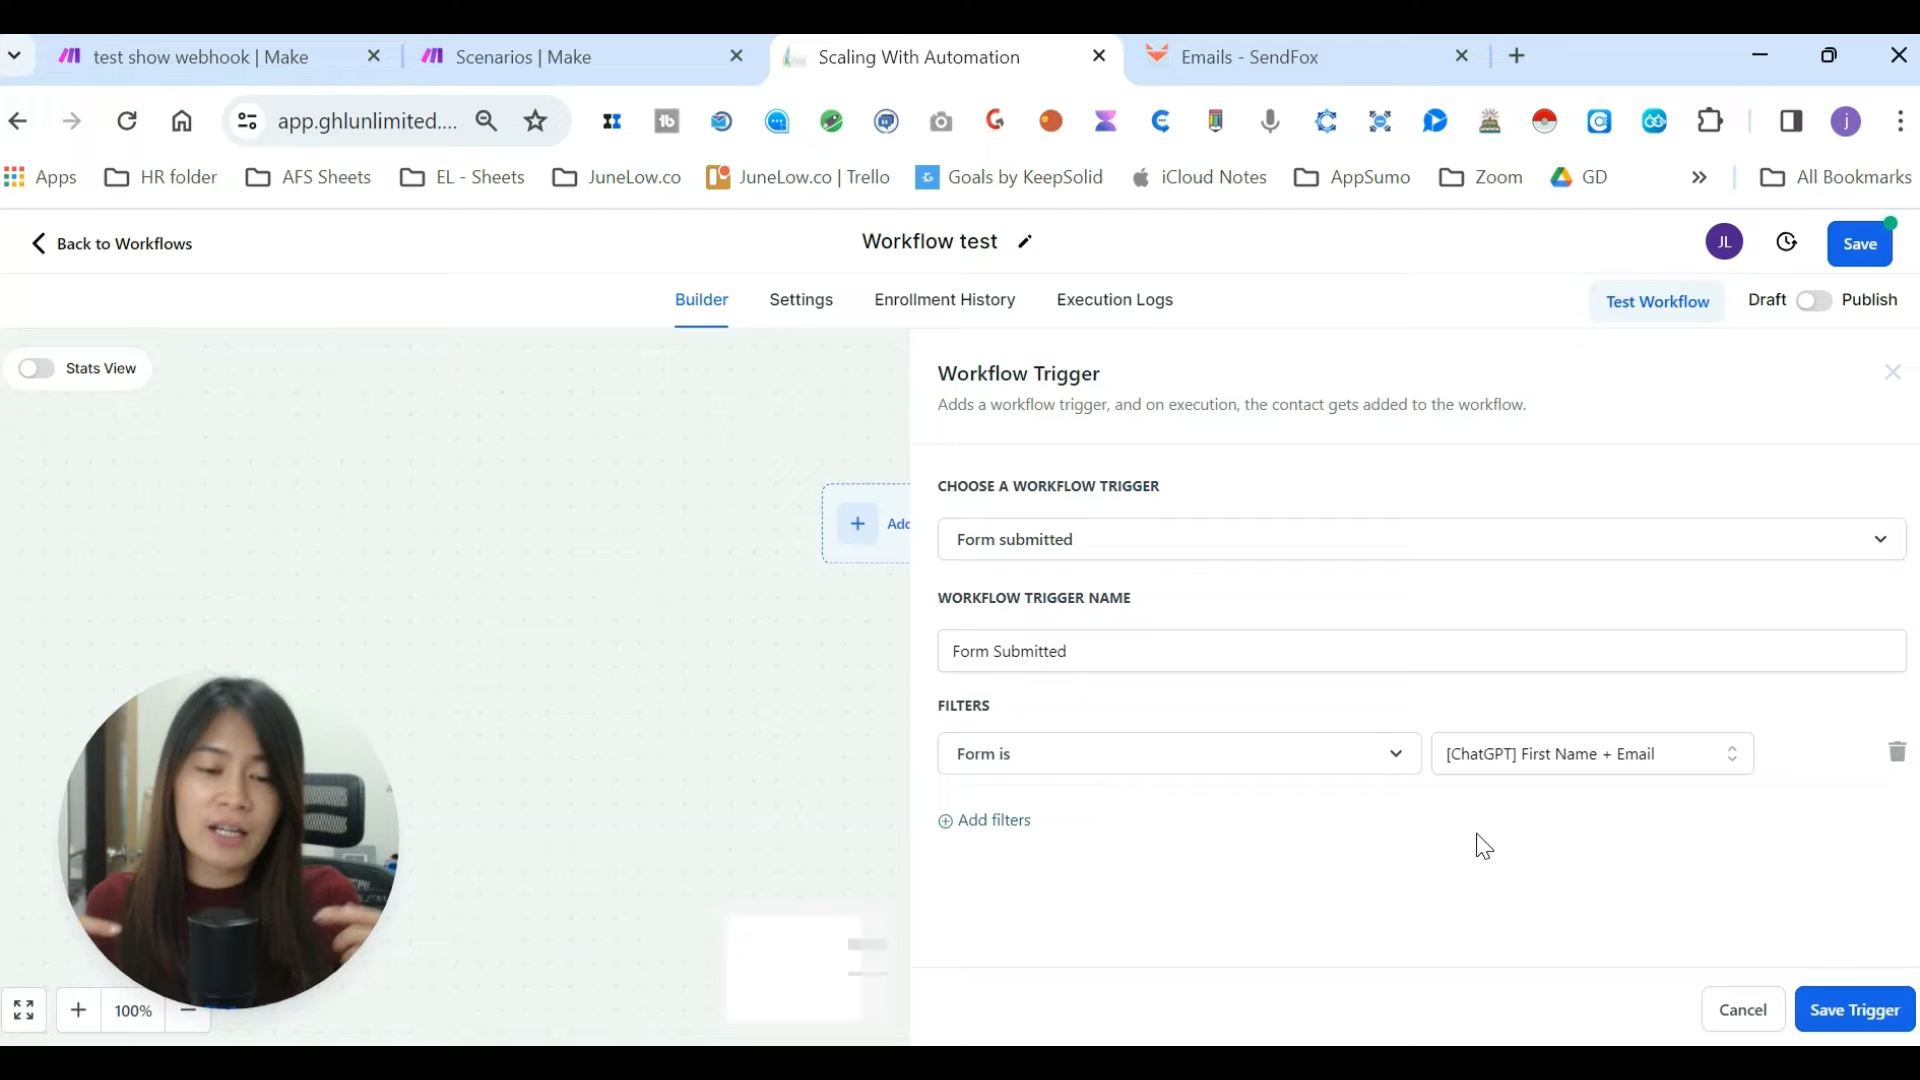 test show webhook | Make
Scenarios | Make
Scaling With Automation
Emails - SendFox
app.ghlunlimited....
j
Apps
HR folder
AFS Sheets
EL - Sheets
JuneLow.co
JuneLow.co | Trello
Goals by KeepSolid
iCloud Notes
AppSumo
Zoom
GD
All Bookmarks
Back to Workflows
Workflow test
JL
Save
Builder
Settings
Enrollment History
Execution Logs
Test Workflow
Draft
Publish
Stats View
Add
Workflow Trigger
Adds a workflow trigger, and on execution, the contact gets added to the workflow.
CHOOSE A WORKFLOW TRIGGER
Form submitted
WORKFLOW TRIGGER NAME
Form Submitted
FILTERS
Form is
[ChatGPT] First Name + Email
Add filters
100%
Cancel
Save Trigger